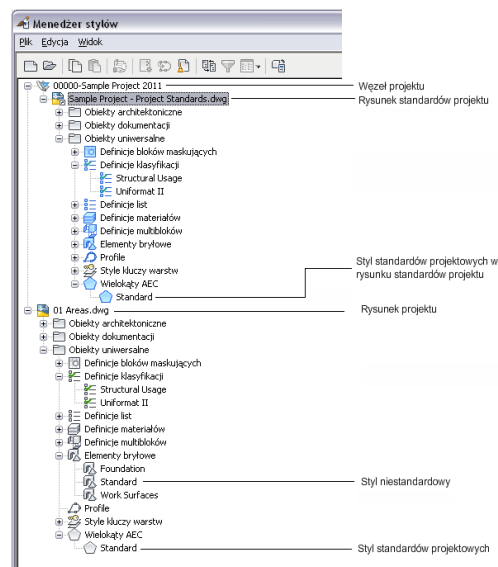 Menedżer stylów
Plik Edycja Widok
00000-Sample Project 2011
Węzeł projektu
Sample Project - Project Standards.dwg
Rysunek standardów projektu
Obiekty architektoniczne
Obiekty dokumentacji
Obiekty uniwersalne
Definicje bloków maskujących
Definicje klasyfikacji
Structural Usage
Uniformat II
Definicje list
Definicje materiałów
Definicje multibloków
Elementy bryłowe
Profile
Style kluczy warstw
Wielokąty AEC
Standard
Styl standardów projektowych w
rysunku standardów projektu
01 Areas.dwg
Rysunek projektu
Obiekty architektoniczne
Obiekty dokumentacji
Obiekty uniwersalne
Definicje bloków maskujących
Definicje klasyfikacji
Structural Usage
Uniformat II
Definicje list
Definicje materiałów
Definicje multibloków
Elementy bryłowe
Foundation
Standard
Styl niestandardowy
Work Surfaces
Profile
Style kluczy warstw
Wielokąty AEC
Standard
Styl standardów projektowych